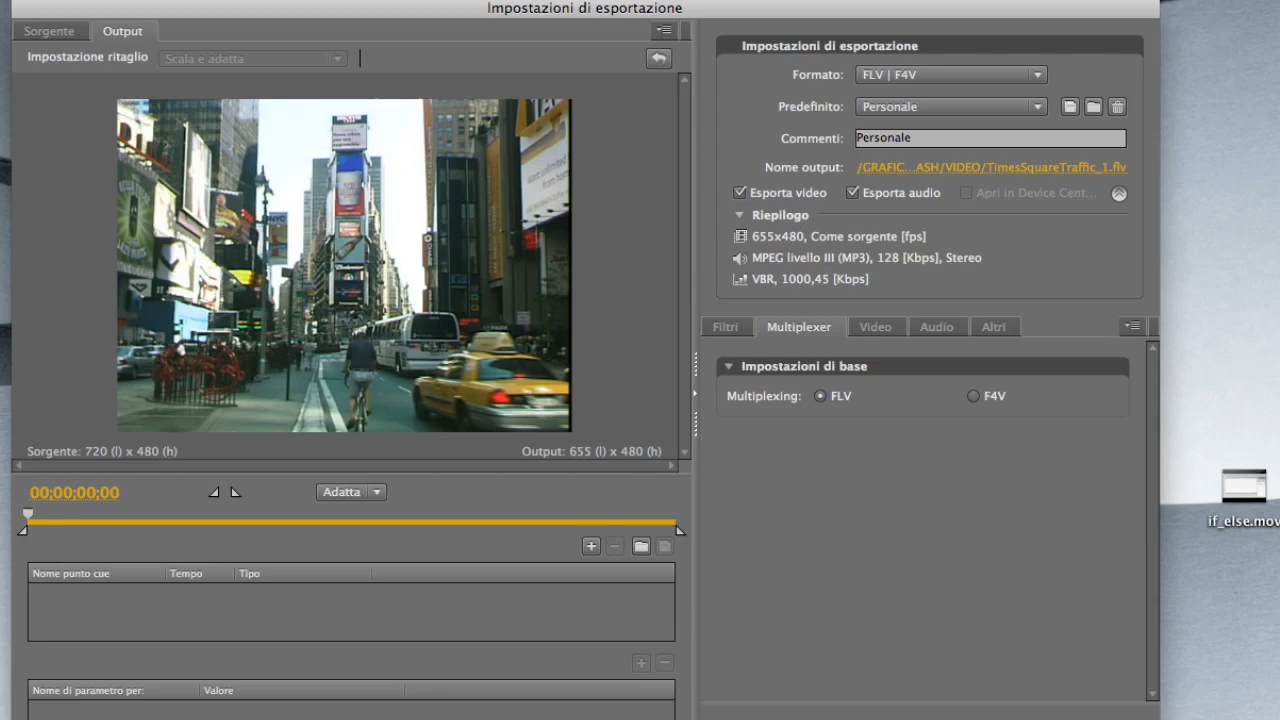 Impostazioni di esportazione
Sorgente
Output
Impostazione ritaglio
Scala e adatta
Sorgente: 720 (l) x 480 (h)
Output: 655 (l) x 480 (h)
00;00;00;00
Adatta
Nome punto cue
Tempo
Tipo
Nome di parametro per:
Valore
Impostazioni di esportazione
Formato:
FLV | F4V
Predefinito:
Personale
Commenti:
Personale
Nome output:
/GRAFIC...ASH/VIDEO/TimesSquareTraffic_1.flv
Esporta video
Esporta audio
Apri in Device Cent...
Riepilogo
655x480, Come sorgente [fps]
MPEG livello III (MP3), 128 [Kbps], Stereo
VBR, 1000,45 [Kbps]
Filtri
Multiplexer
Video
Audio
Altri
Impostazioni di base
Multiplexing:
FLV
F4V
if_else.mov